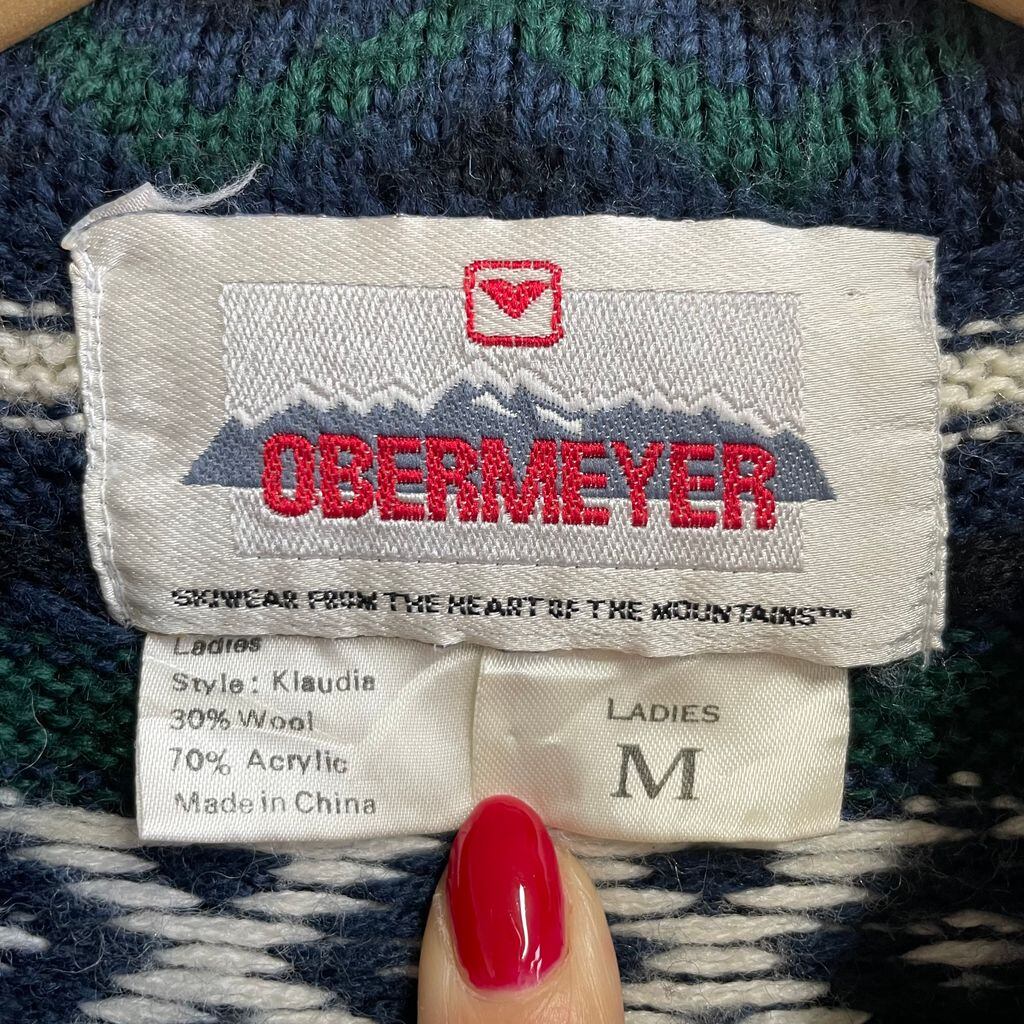 OBERMEYER
SKIWEAR FROM THE HEART OF THE MOUNTAINS™
Ladies
Style: Klaudia
30% Wool
70% Acrylic
Made in China
LADIES
M